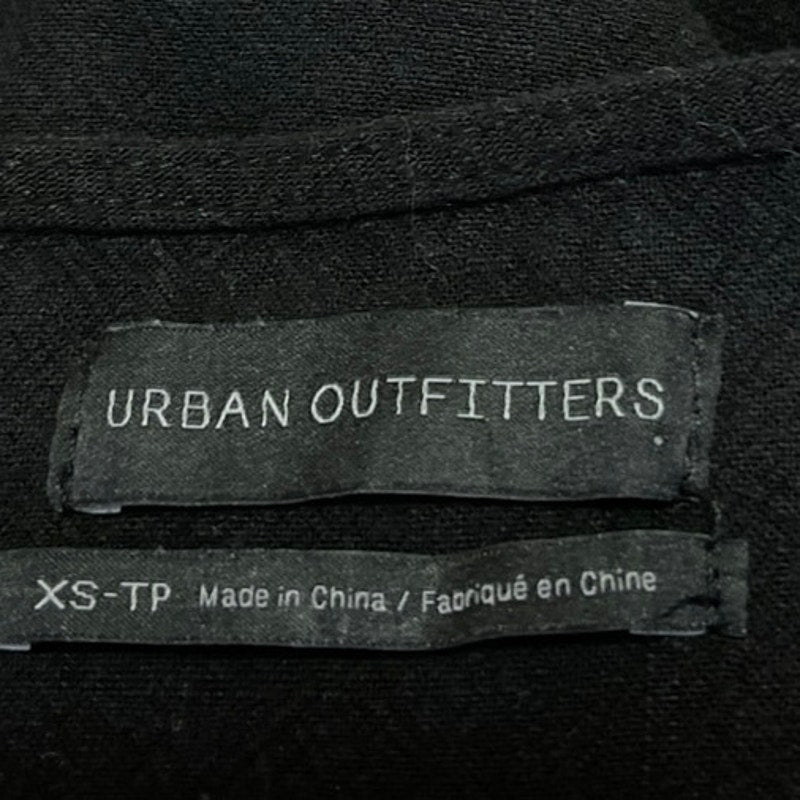 URBAN OUTFITTERS
XS-TP Made in China / Fabriqué en Chine